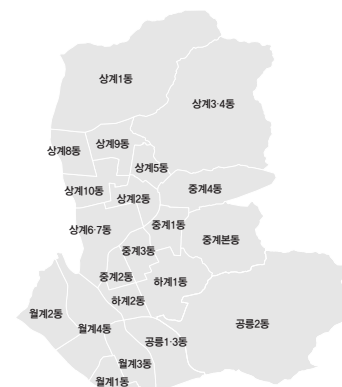 상계1동
상계3·4동
상계9동
상계8동
상계5동
상계10동
중계4동
상계2동
중계1동
상계6·7동
중계본동
중계3동
중계2동
하계1동
하계2동
월계2동
공릉2동
월계4동
공릉1·3동
월계3동
월계1동